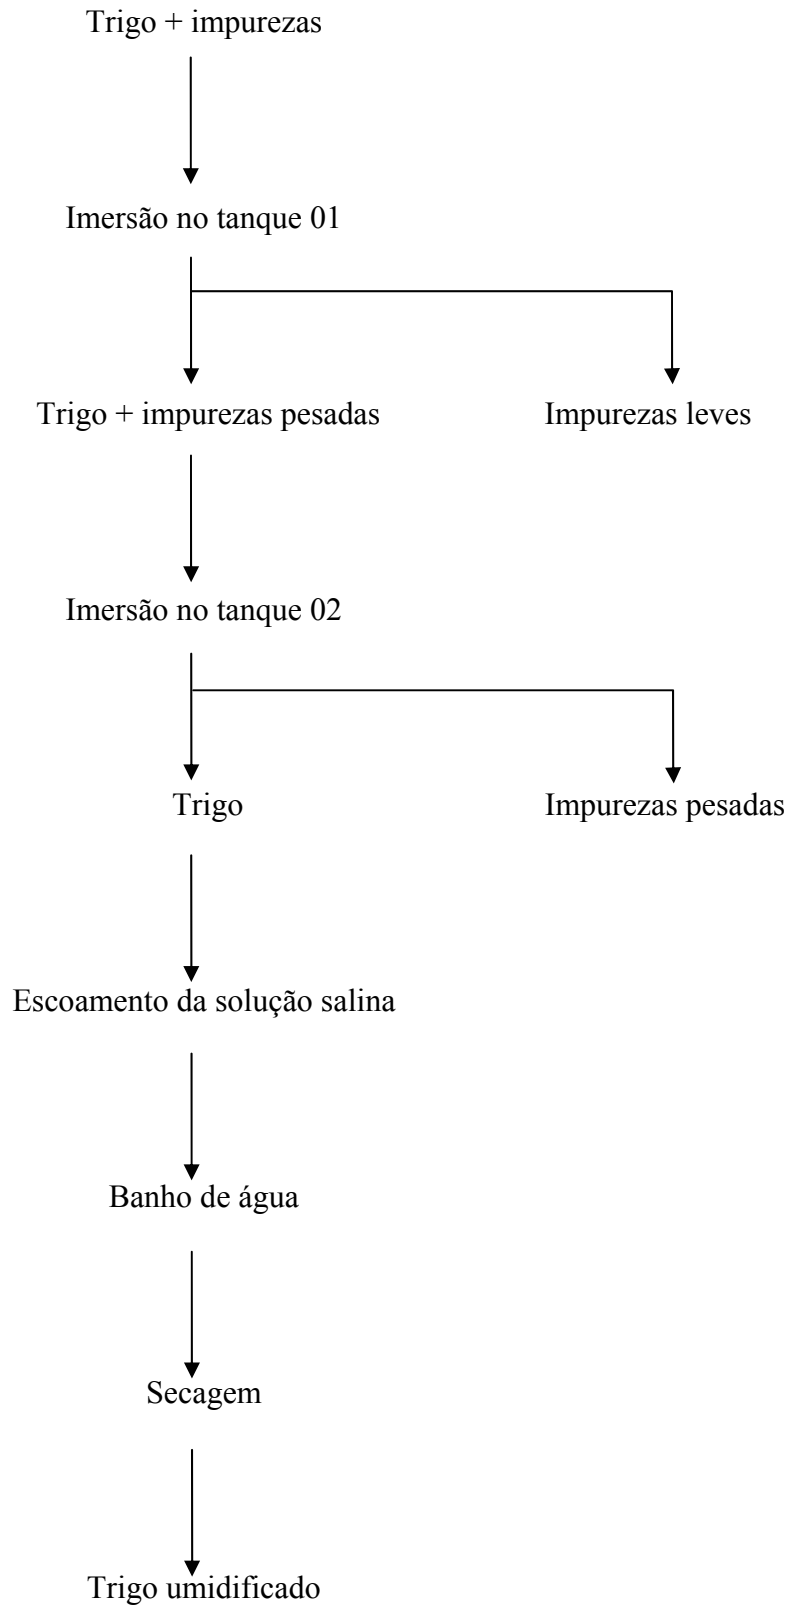 Trigo + impurezas
Imersão no tanque 01
Trigo + impurezas pesadas
Impurezas leves
Imersão no tanque 02
Trigo
Impurezas pesadas
Escoamento da solução salina
Banho de água
Secagem
Trigo umidificado